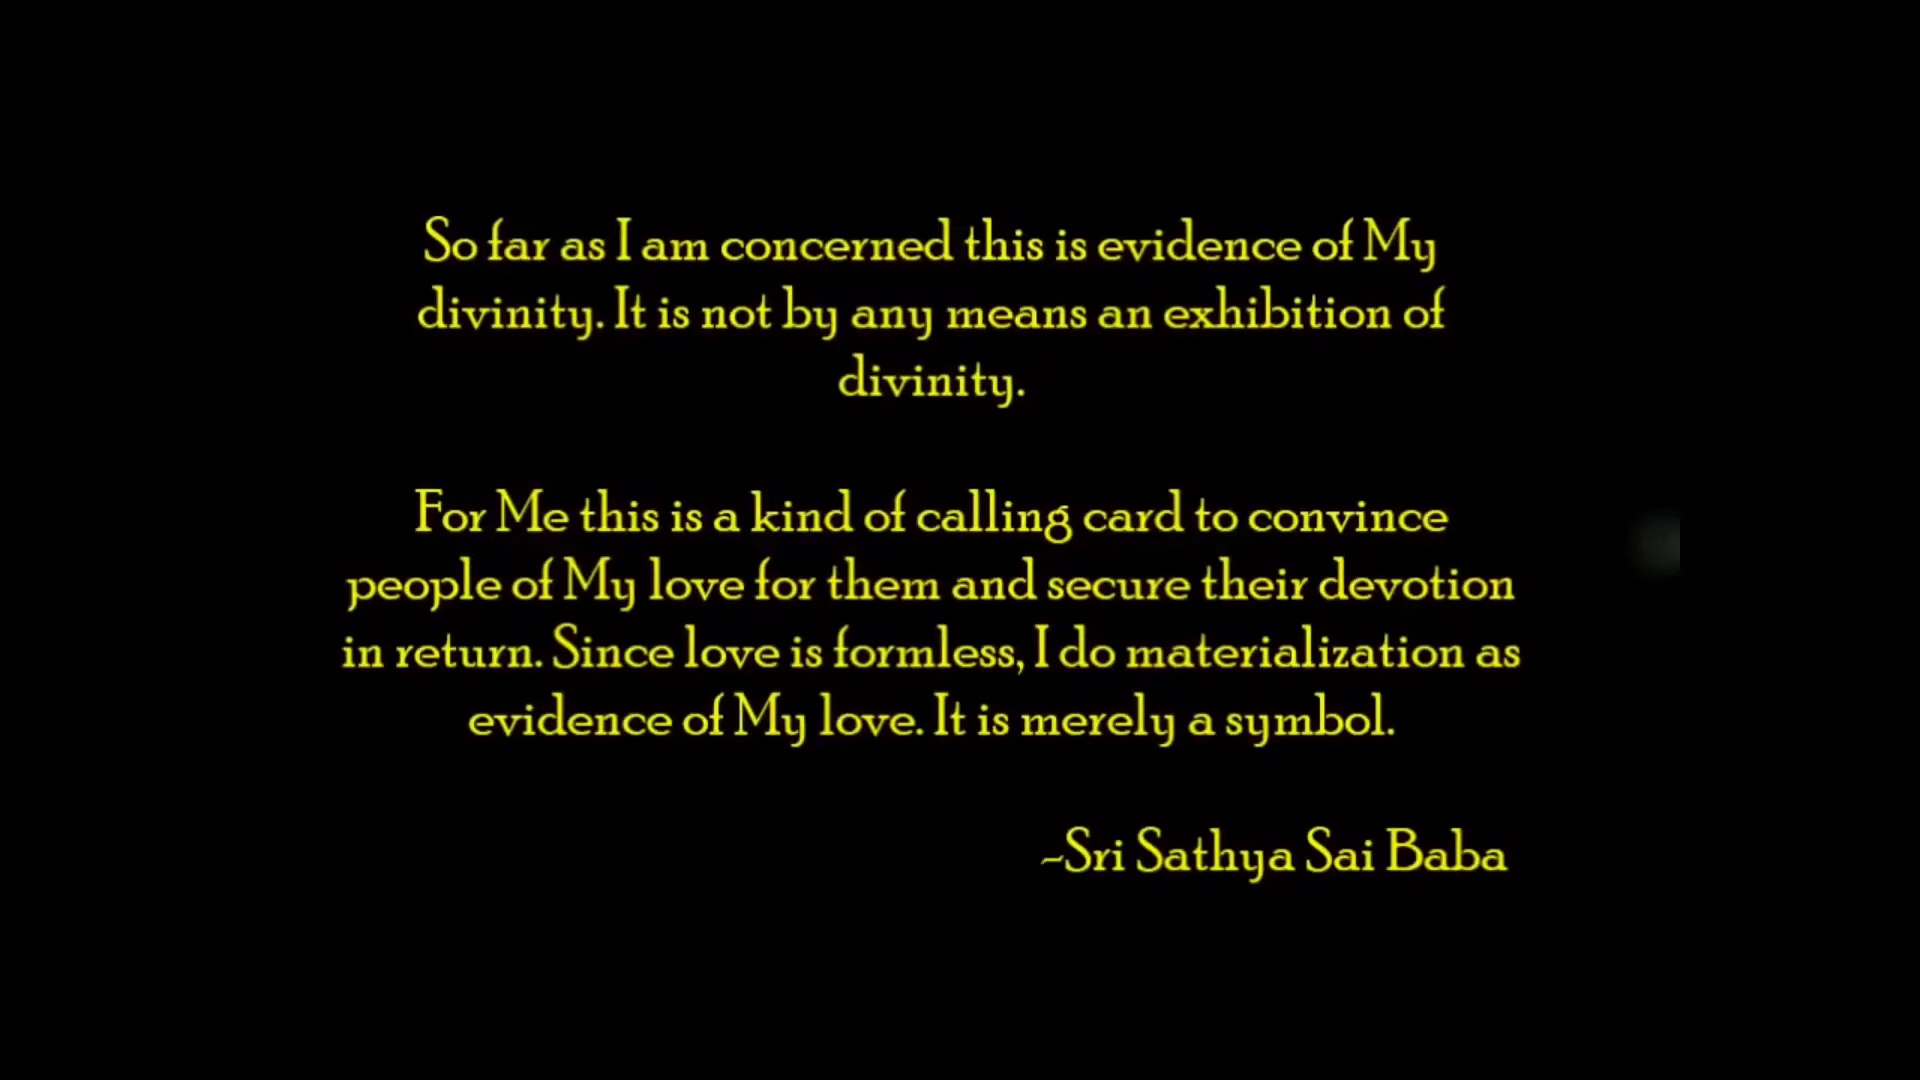 So far as I am concerned this is evidence of My
divinity. It is not by any means an exhibition of
divinity.
For Me this is a kind of calling card to convince
people of My love for them and secure their devotion
in return. Since love is formless, I do materialization as
evidence of My love. It is merely a symbol.
~Sri Sathya Sai Baba